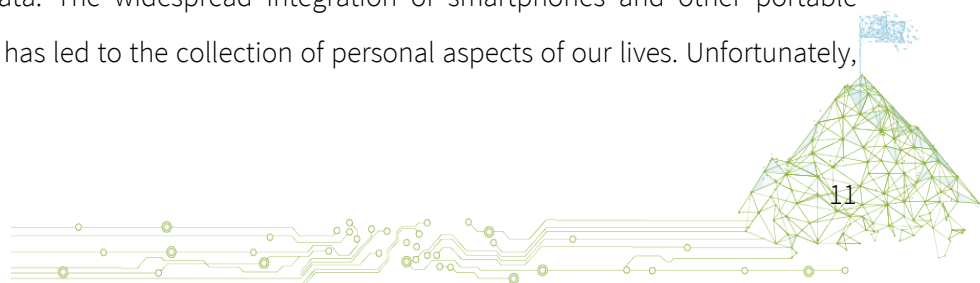 ata. The widespread integration of smartphones and other portable
has led to the collection of personal aspects of our lives. Unfortunately,
11